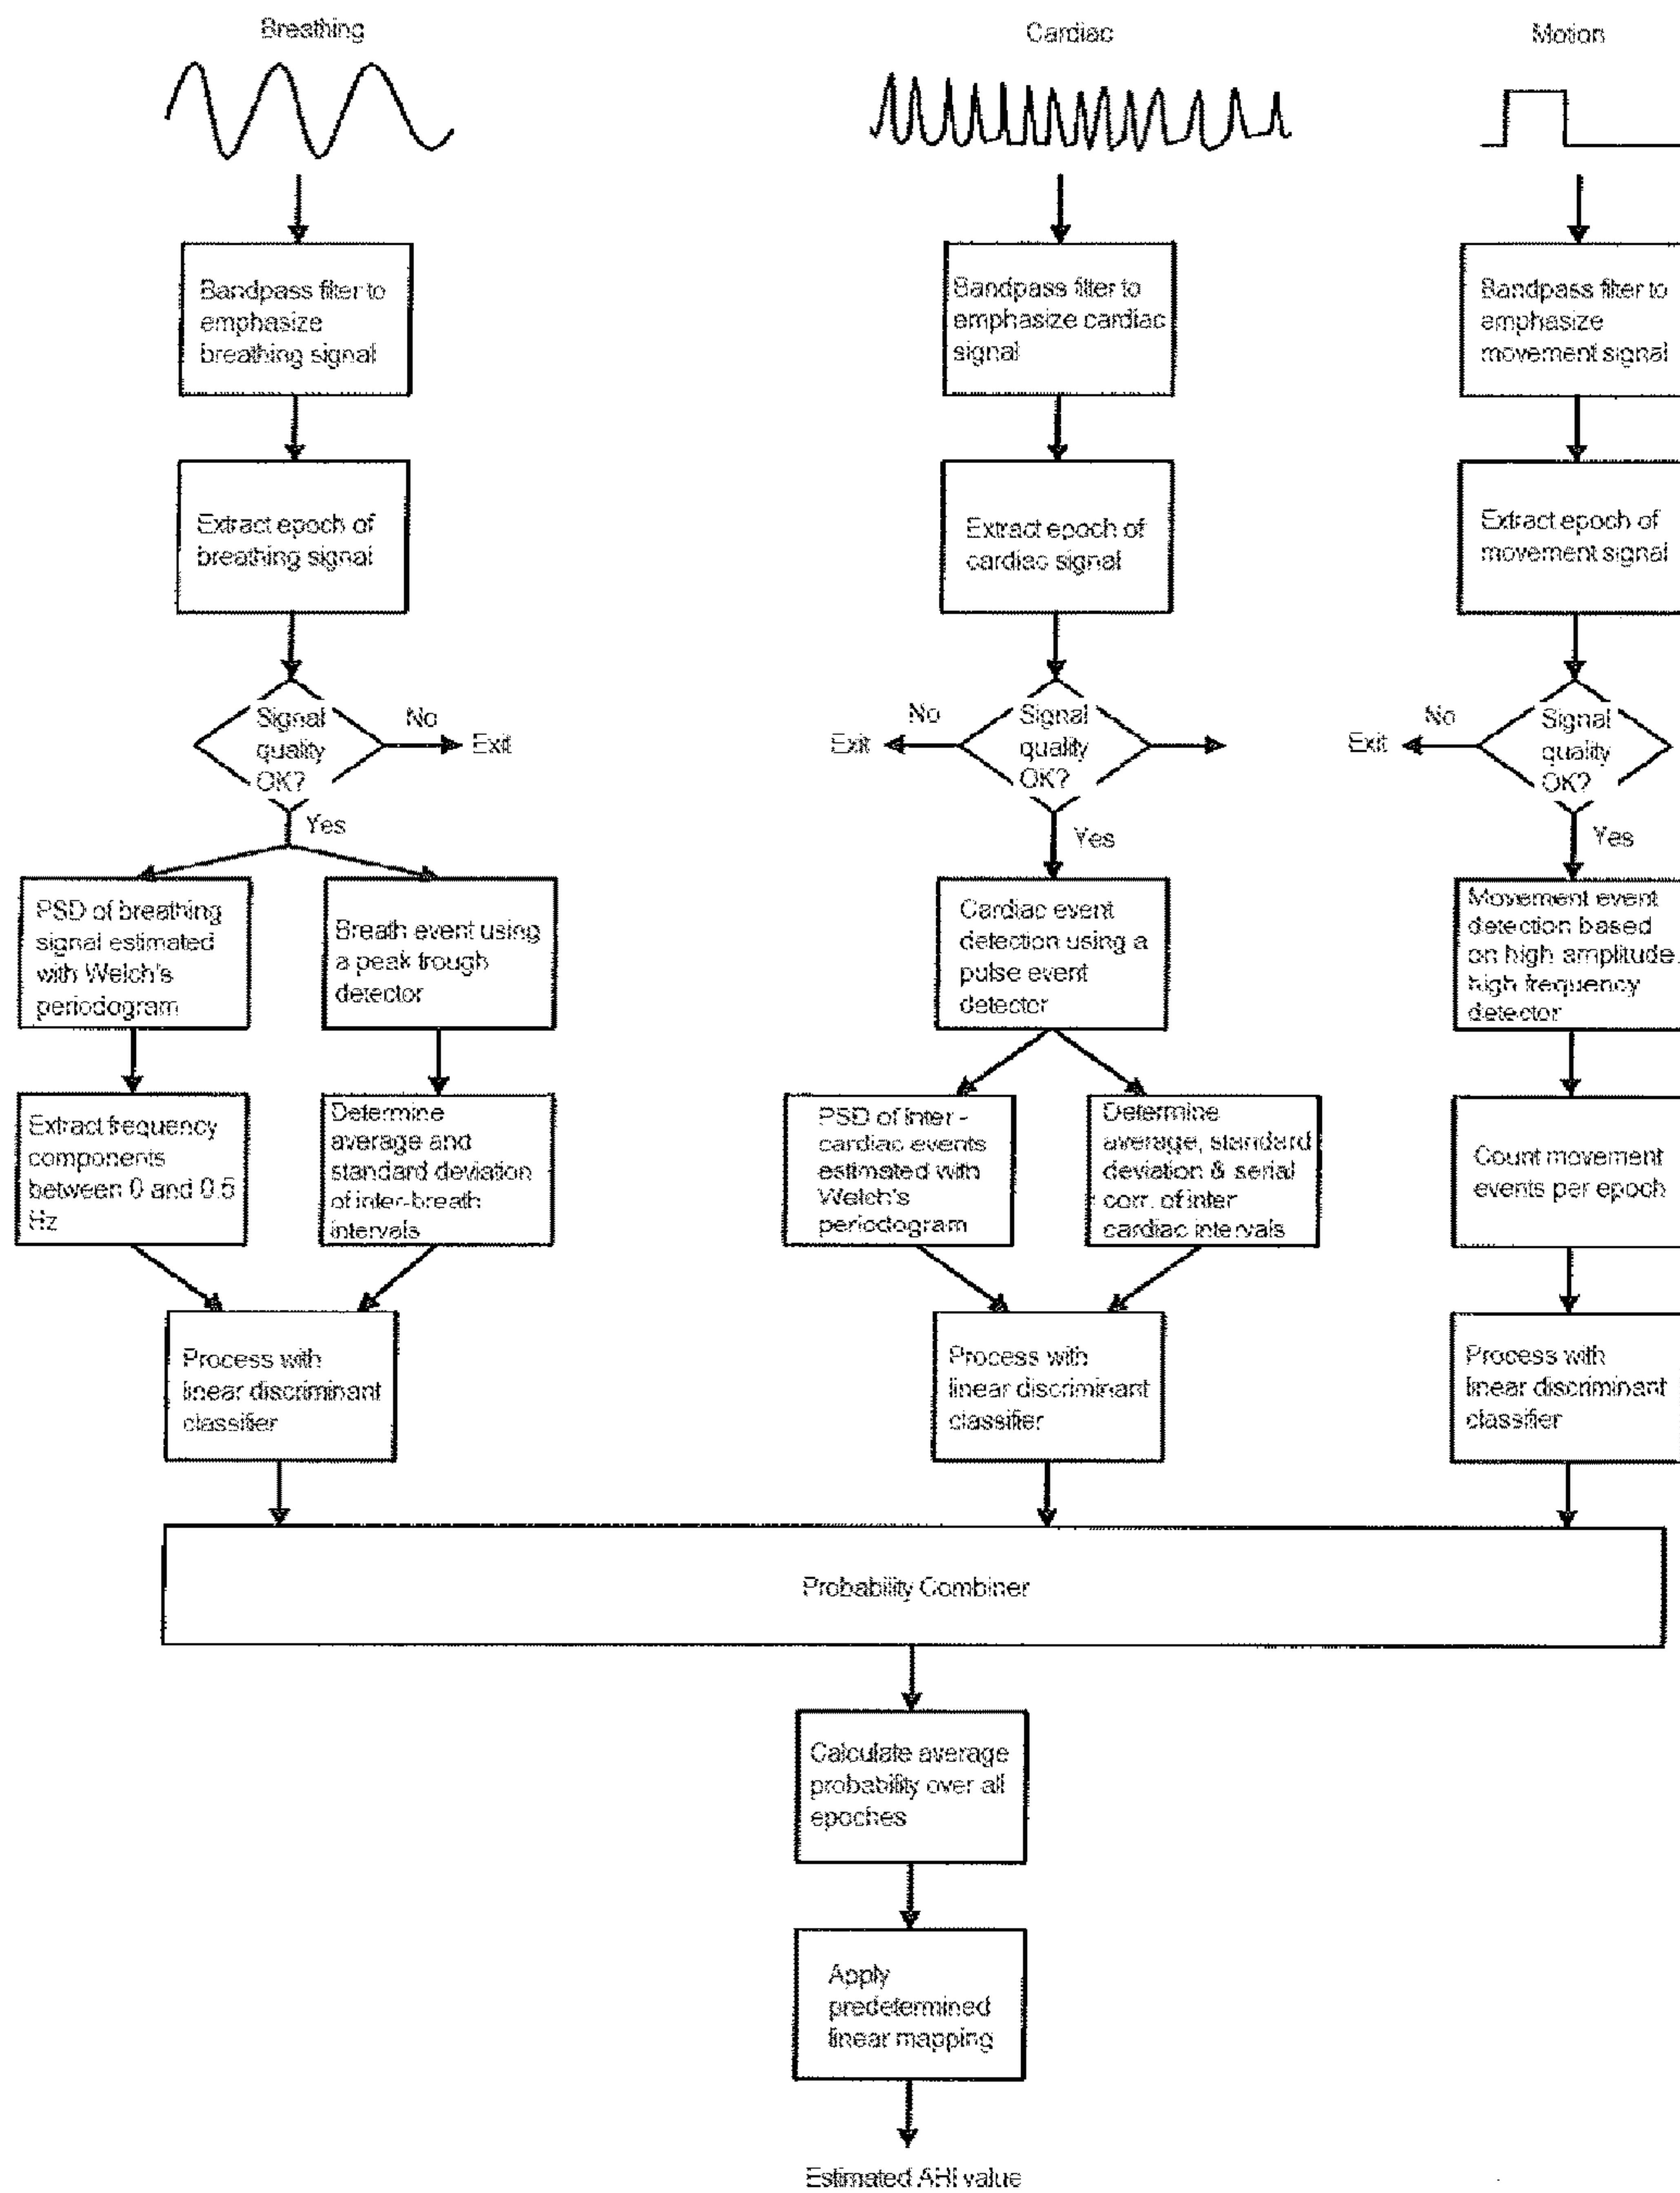 Breathing
Cardiac
Motion
Bandpass filter to
emphasize
breathing signal
Bandpass filter to
emphasize cardiac
signal
Bandpass filter to
emphasize
movement signal
Extract epoch of
breathing signal
Extract epoch of
cardiac signal
Extract epoch of
movement signal
Signal
quality
OK?
No
Exit
Yes
Exit
No
Signal
quality
OK?
Yes
Exit
No
Signal
quality
OK?
Yes
PSD of breathing
signal estimated
with Welch's
periodogram
Breath event using
a peak trough
detector
Cardiac event
detection using a
pulse event
detector
Movement event
detection based
on high amplitude,
high frequency
detector
Extract frequency
components
between 0 and 0.5
Hz
Determine
average and
standard deviation
of inter-breath
intervals
PSD of Inter -
cardiac events
estimated with
Welch's
periodogram
Determine
average, standard
deviation & serial
corr. of inter
cardiac intervals
Count movement
events per epoch
Process with
linear discriminant
classifier
Process with
linear discriminant
classifier
Process with
linear discriminant
classifier
Probability Combiner
Calculate average
probability over all
epoches
Apply
predetermined
linear mapping
Estimated AHI value